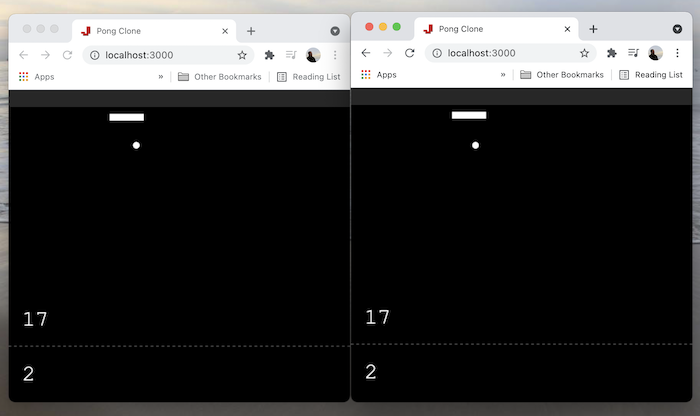 Pong Clone
localhost:3000
Apps » Other Bookmarks Reading List
17
2
Pong Clone
localhost:3000
Apps » Other Bookmarks Reading List
17
2